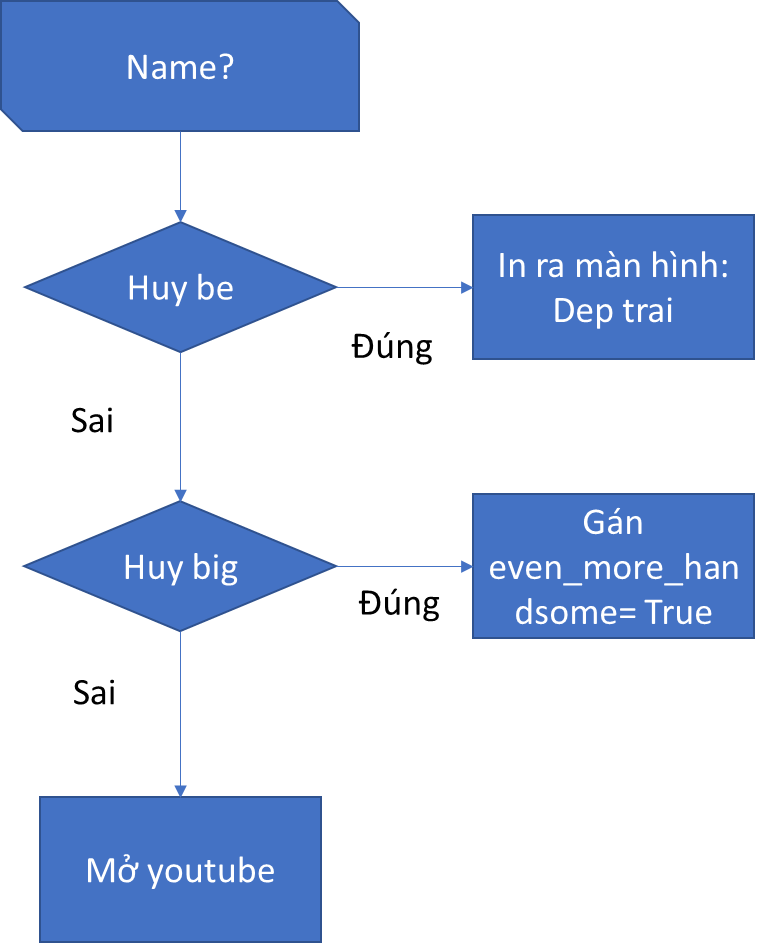 Name?
Huy be
In ra màn hình:
Dep trai
Đúng
Sai
Huy big
Gán
even_more_han
dsome= True
Đúng
Sai
Mở youtube